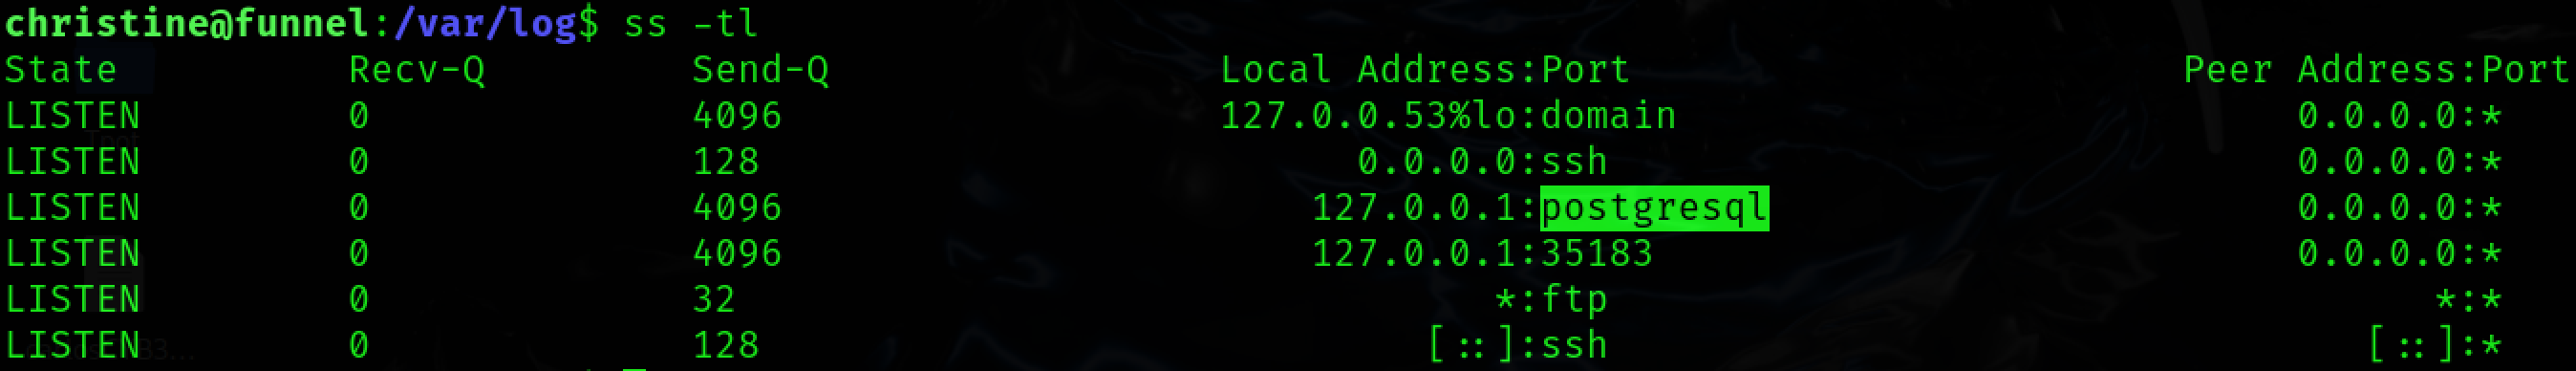 christine@funnel:/var/log$ ss -tl
State Recv-Q Send-Q Local Address:Port Peer Address:Port
LISTEN 0 4096 127.0.0.53%lo:domain 0.0.0.0:*
LISTEN 0 128 0.0.0.0:ssh 0.0.0.0:*
LISTEN 0 4096 127.0.0.1:postgresql 0.0.0.0:*
LISTEN 0 4096 127.0.0.1:35183 0.0.0.0:*
LISTEN 0 32 *:ftp *:*
LISTEN 0 128 [::]:ssh [::]:*